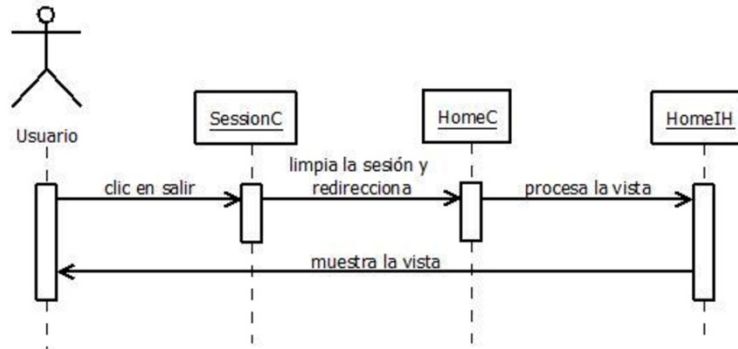 Usuario
SessionC
HomeC
HomeIH
clic en salir
limpia la sesión y
redirecciona
procesa la vista
muestra la vista